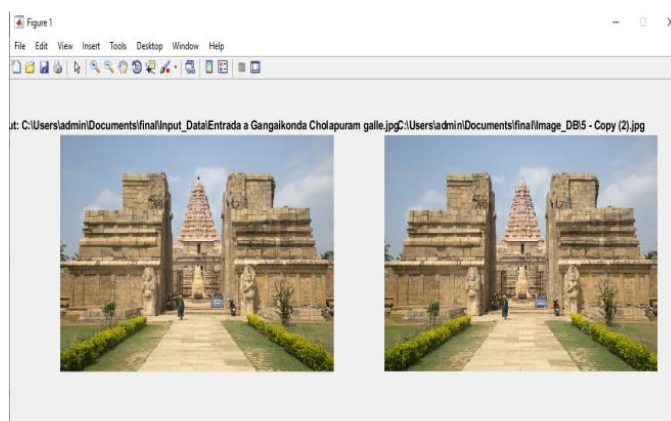 Figure 1
File Edit View Insert Tools Desktop Window Help
ut: C:\Users\admin\Documents\final\Input_Data\Entrada a Gangaikonda Cholapuram galle.jpg
C:\Users\admin\Documents\final\Image_DB\5 - Copy (2).jpg